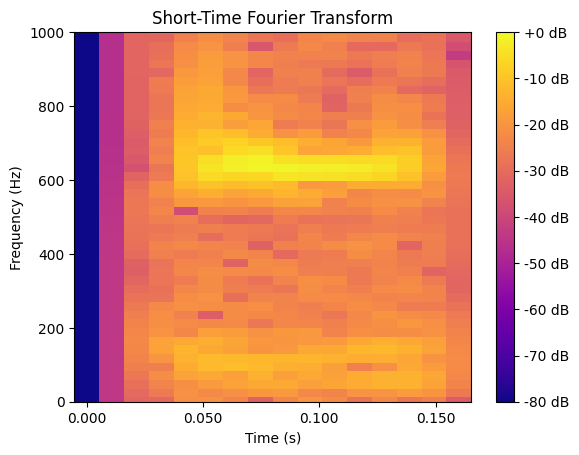 Short-Time Fourier Transform
1000
800
600
400
200
0
Frequency (Hz)
0.000
0.050
0.100
0.150
Time (s)
+0 dB
-10 dB
-20 dB
-30 dB
-40 dB
-50 dB
-60 dB
-70 dB
-80 dB